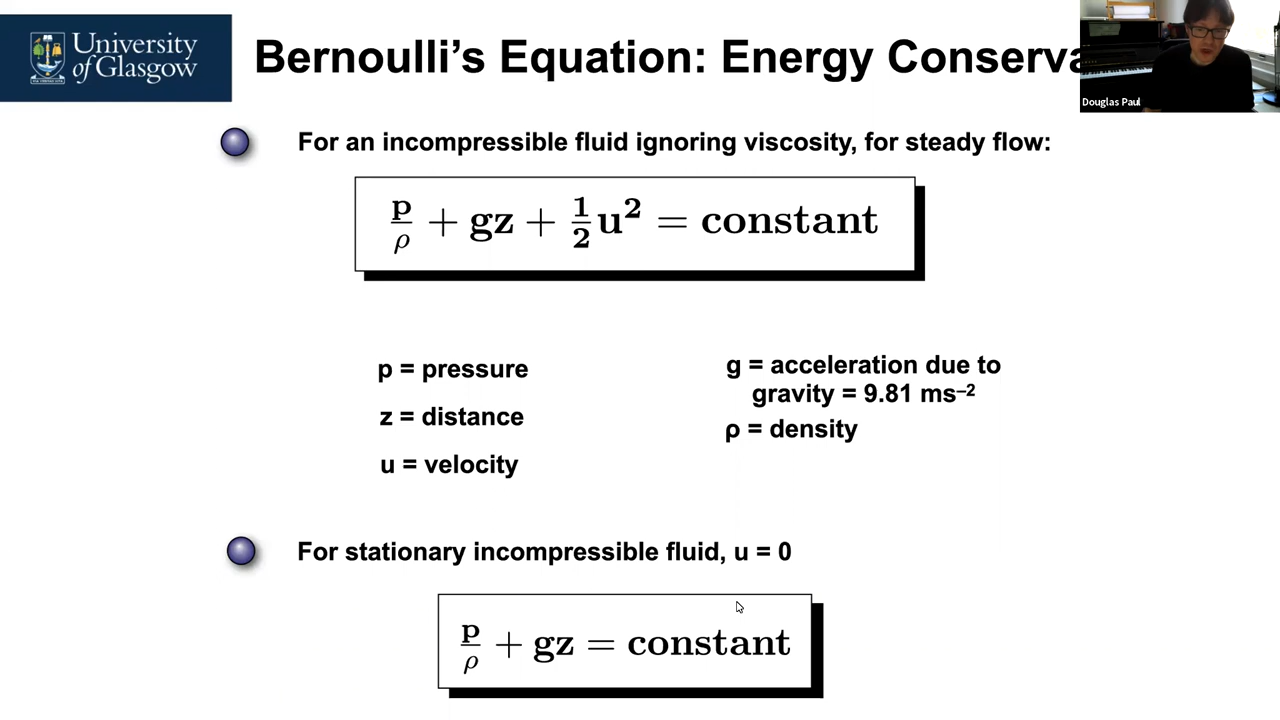 University
of Glasgow
Bernoulli's Equation: Energy Conserva
Douglas Paul
For an incompressible fluid ignoring viscosity, for steady flow:
p/ρ + gz + 1/2 u² = constant
p = pressure
z = distance
u = velocity
g = acceleration due to
gravity = 9.81 ms⁻²
ρ = density
For stationary incompressible fluid, u = 0
p/ρ + gz = constant